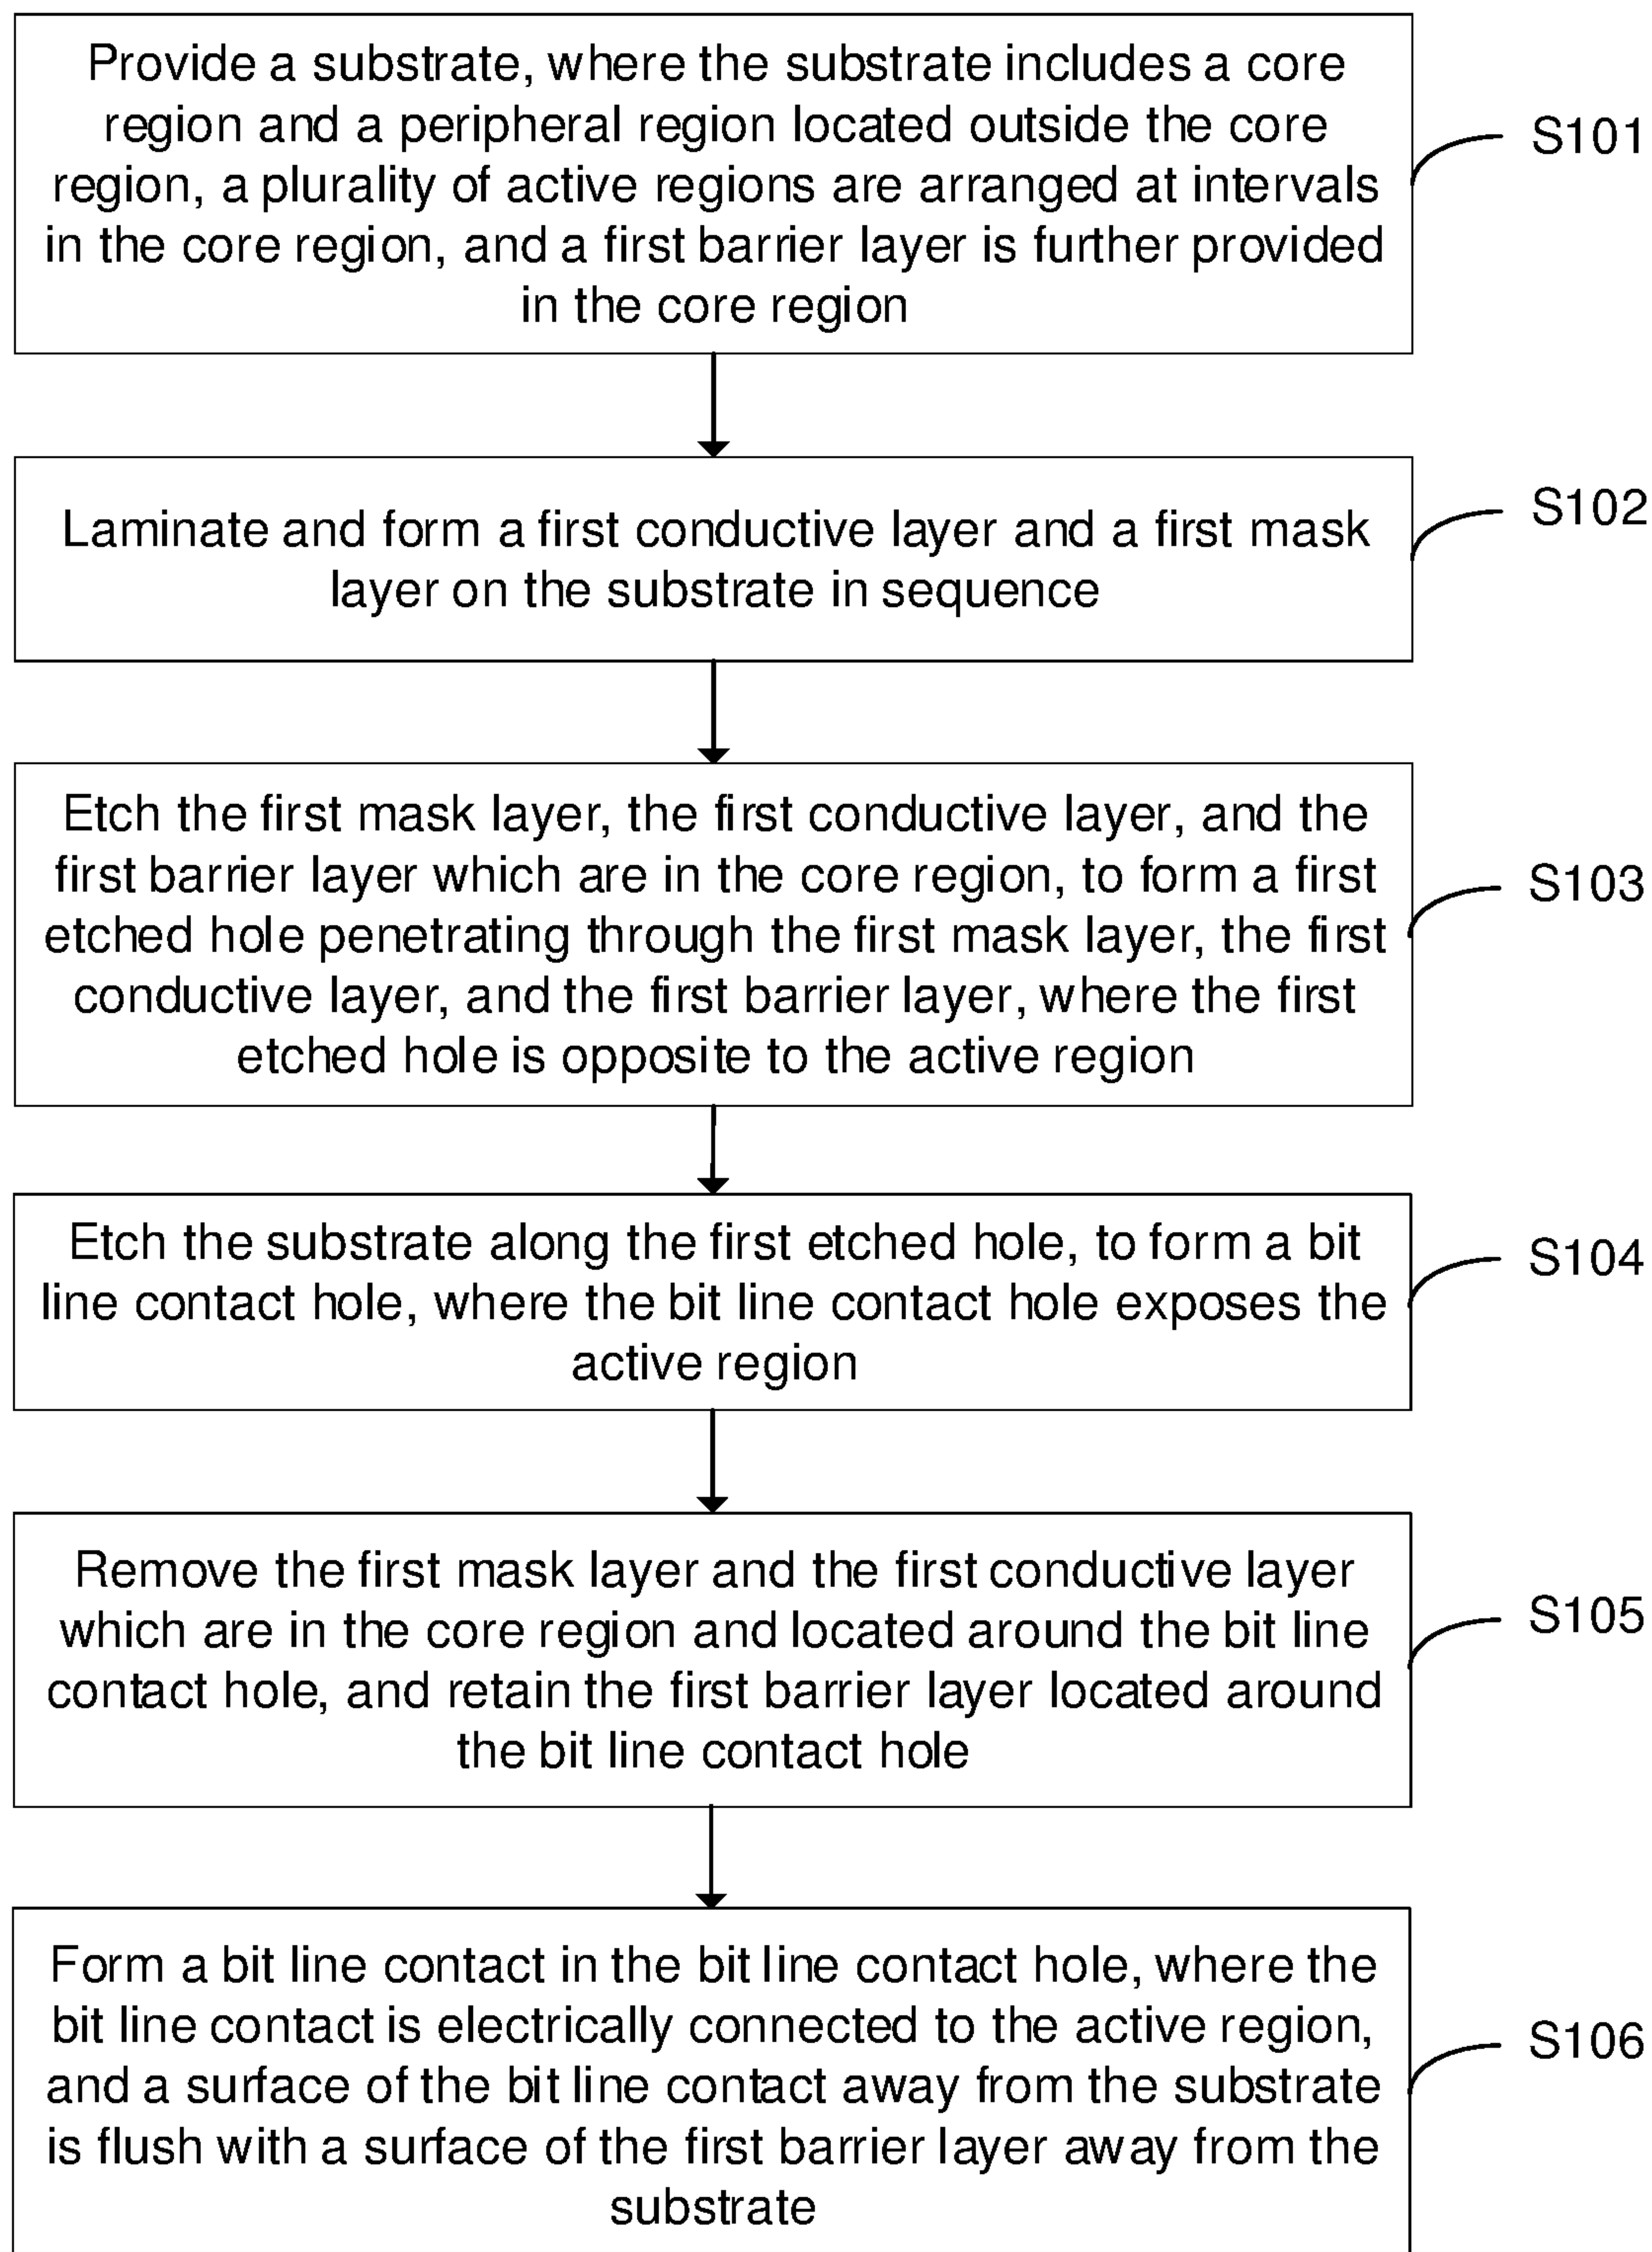 Provide a substrate, where the substrate includes a core
region and a peripheral region located outside the core
region, a plurality of active regions are arranged at intervals
in the core region, and a first barrier layer is further provided
in the core region
S101
Laminate and form a first conductive layer and a first mask
layer on the substrate in sequence
S102
Etch the first mask layer, the first conductive layer, and the
first barrier layer which are in the core region, to form a first
etched hole penetrating through the first mask layer, the first
conductive layer, and the first barrier layer, where the first
etched hole is opposite to the active region
S103
Etch the substrate along the first etched hole, to form a bit
line contact hole, where the bit line contact hole exposes the
active region
S104
Remove the first mask layer and the first conductive layer
which are in the core region and located around the bit line
contact hole, and retain the first barrier layer located around
the bit line contact hole
S105
Form a bit line contact in the bit line contact hole, where the
bit line contact is electrically connected to the active region,
and a surface of the bit line contact away from the substrate
is flush with a surface of the first barrier layer away from the
substrate
S106